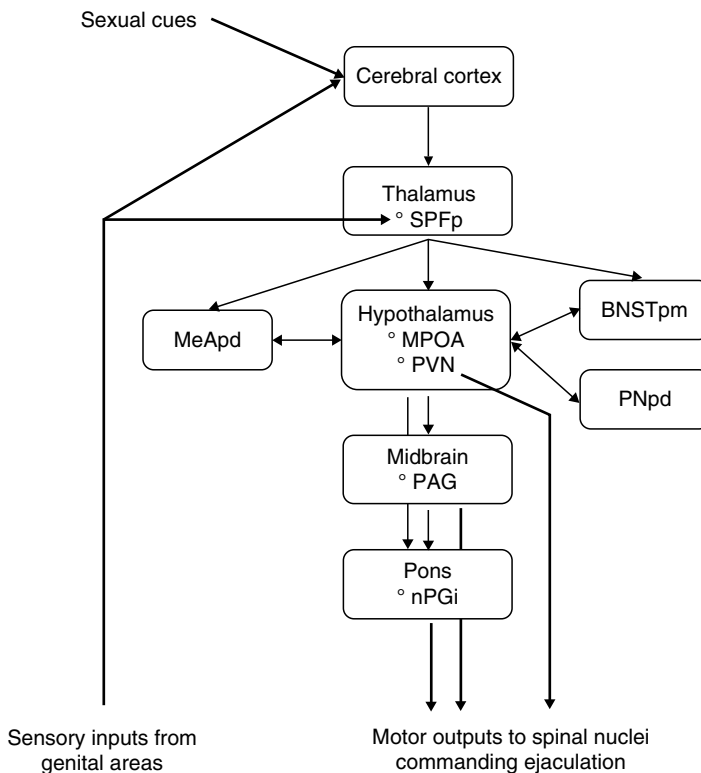 Sexual cues
Cerebral cortex
Thalamus
° SPFp
MeApd
Hypothalamus
° MPOA
° PVN
BNSTpm
PNpd
Midbrain
° PAG
Pons
° nPGi
Sensory inputs from
genital areas
Motor outputs to spinal nuclei
commanding ejaculation